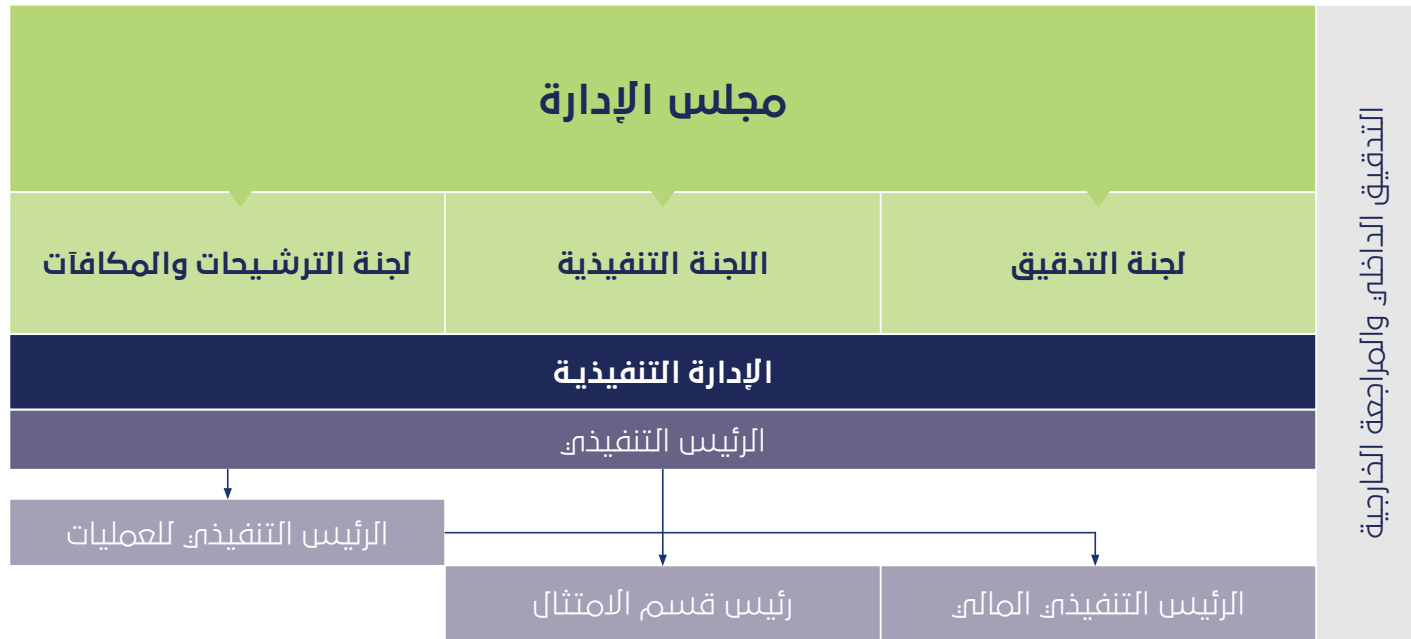 مجلس الإدارة
لجنة التدقيق
اللجنة التنفيذية
لجنة الترشيحات والمكافآت
الإدارة التنفيذية
الرئيس التنفيذي
الرئيس التنفيذي للعمليات
الرئيس التنفيذي المالي
رئيس قسم الامتثال
التدقيق الداخلي والمراجعة الخارجية